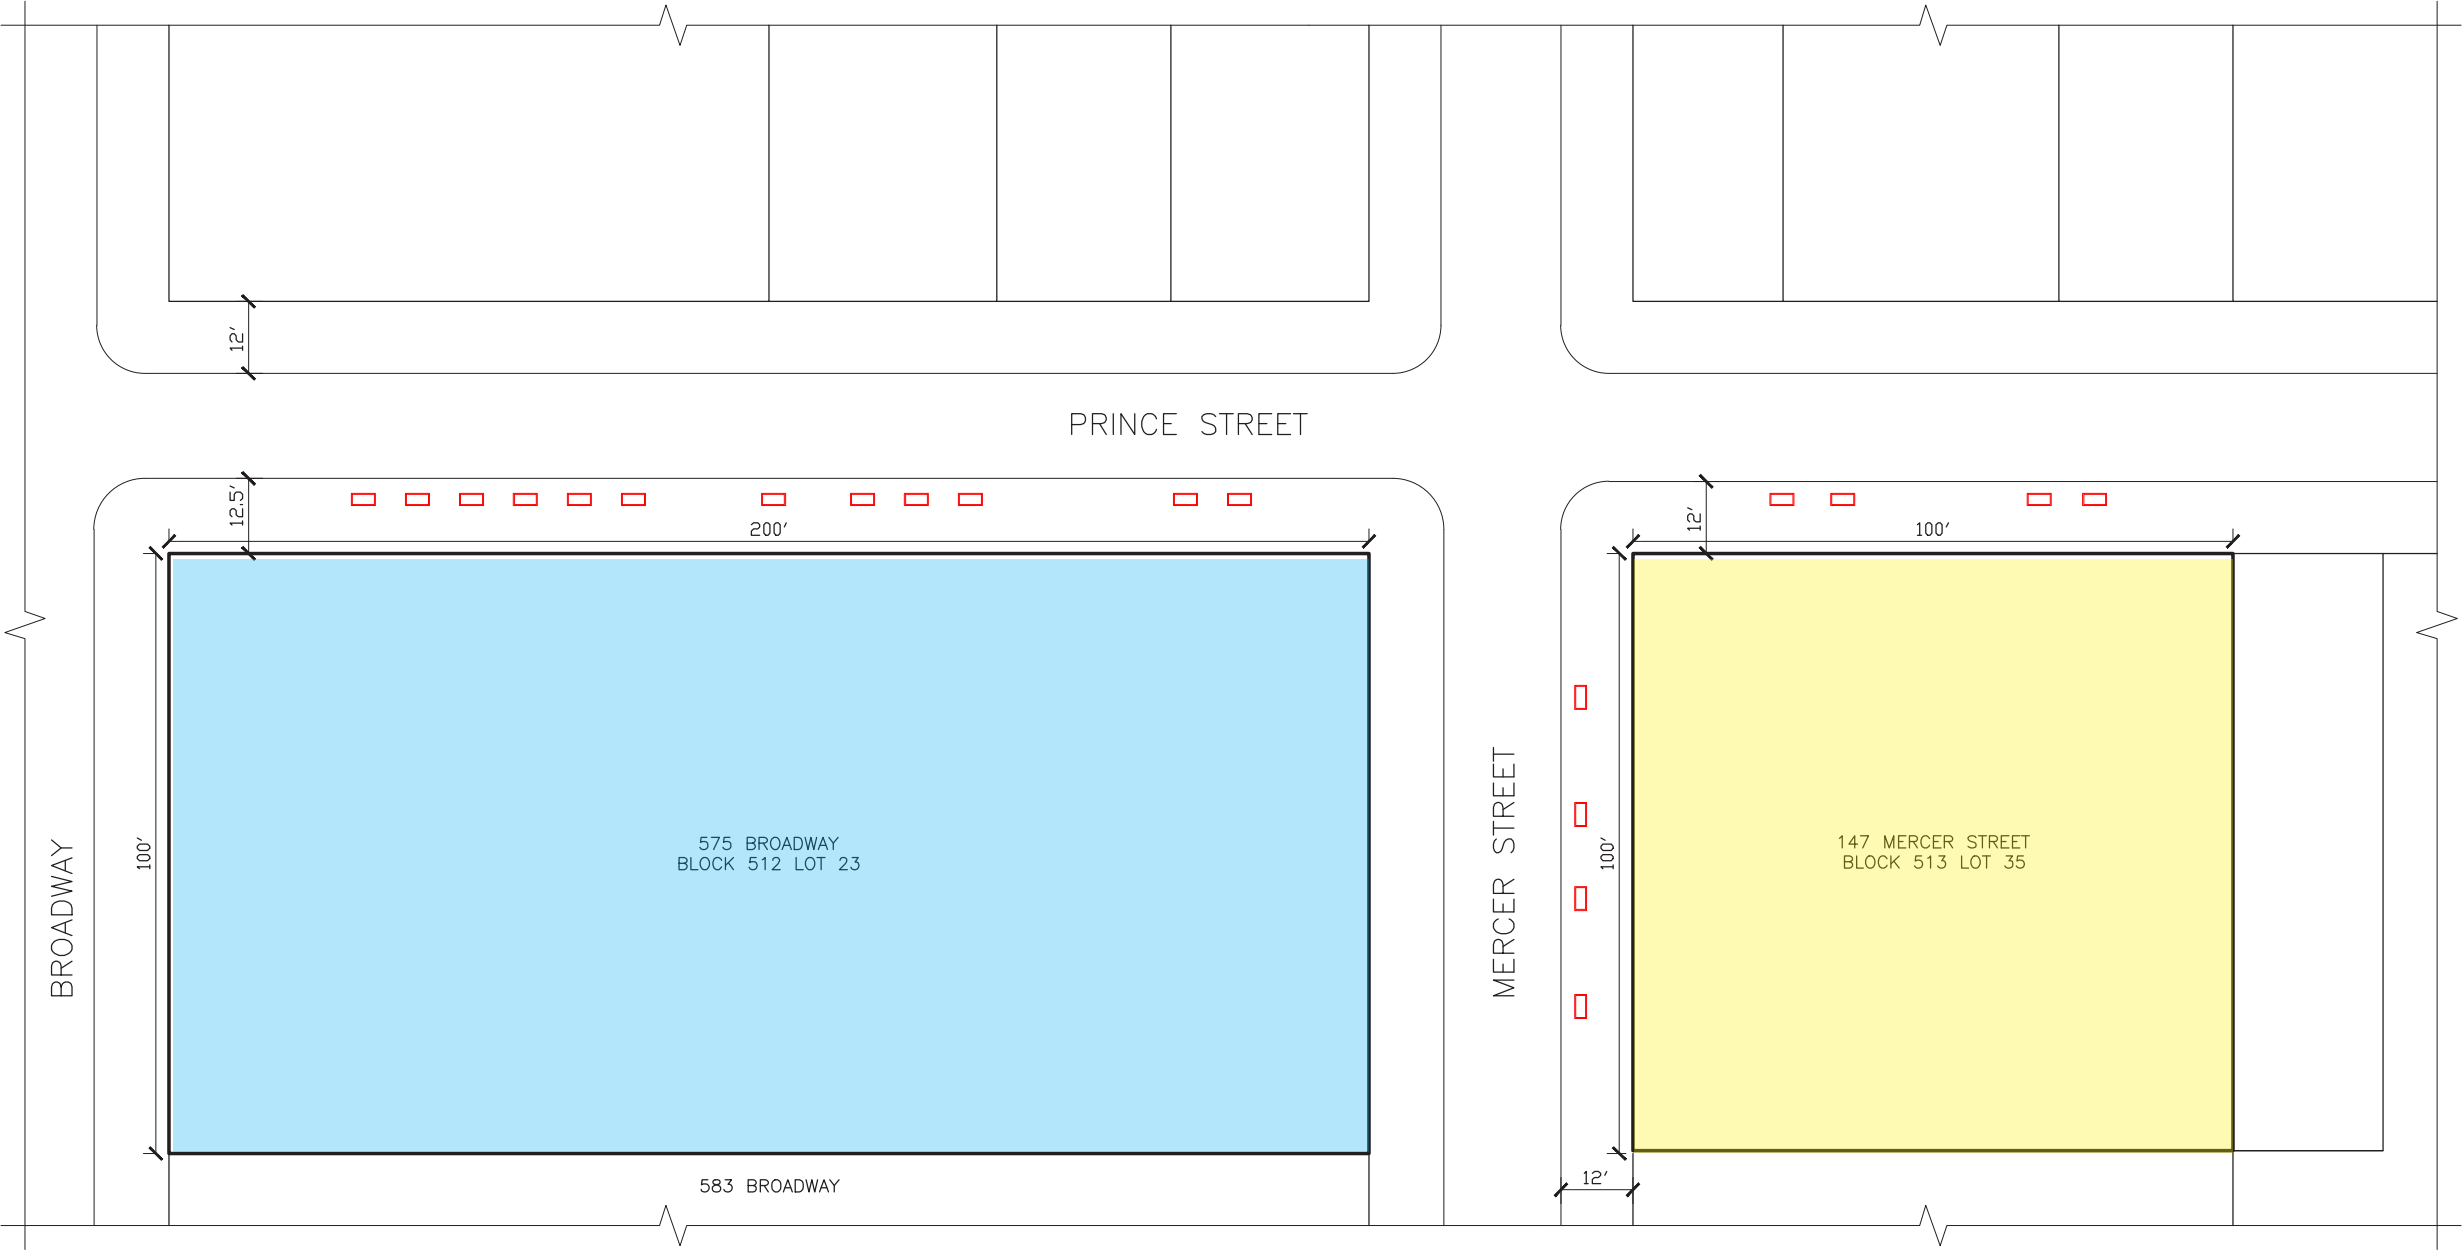 12'
PRINCE STREET
12.5'
200'
12'
100'
100'
575 BROADWAY
BLOCK 512 LOT 23
BROADWAY
MERCER STREET
100'
147 MERCER STREET
BLOCK 513 LOT 35
583 BROADWAY
12'